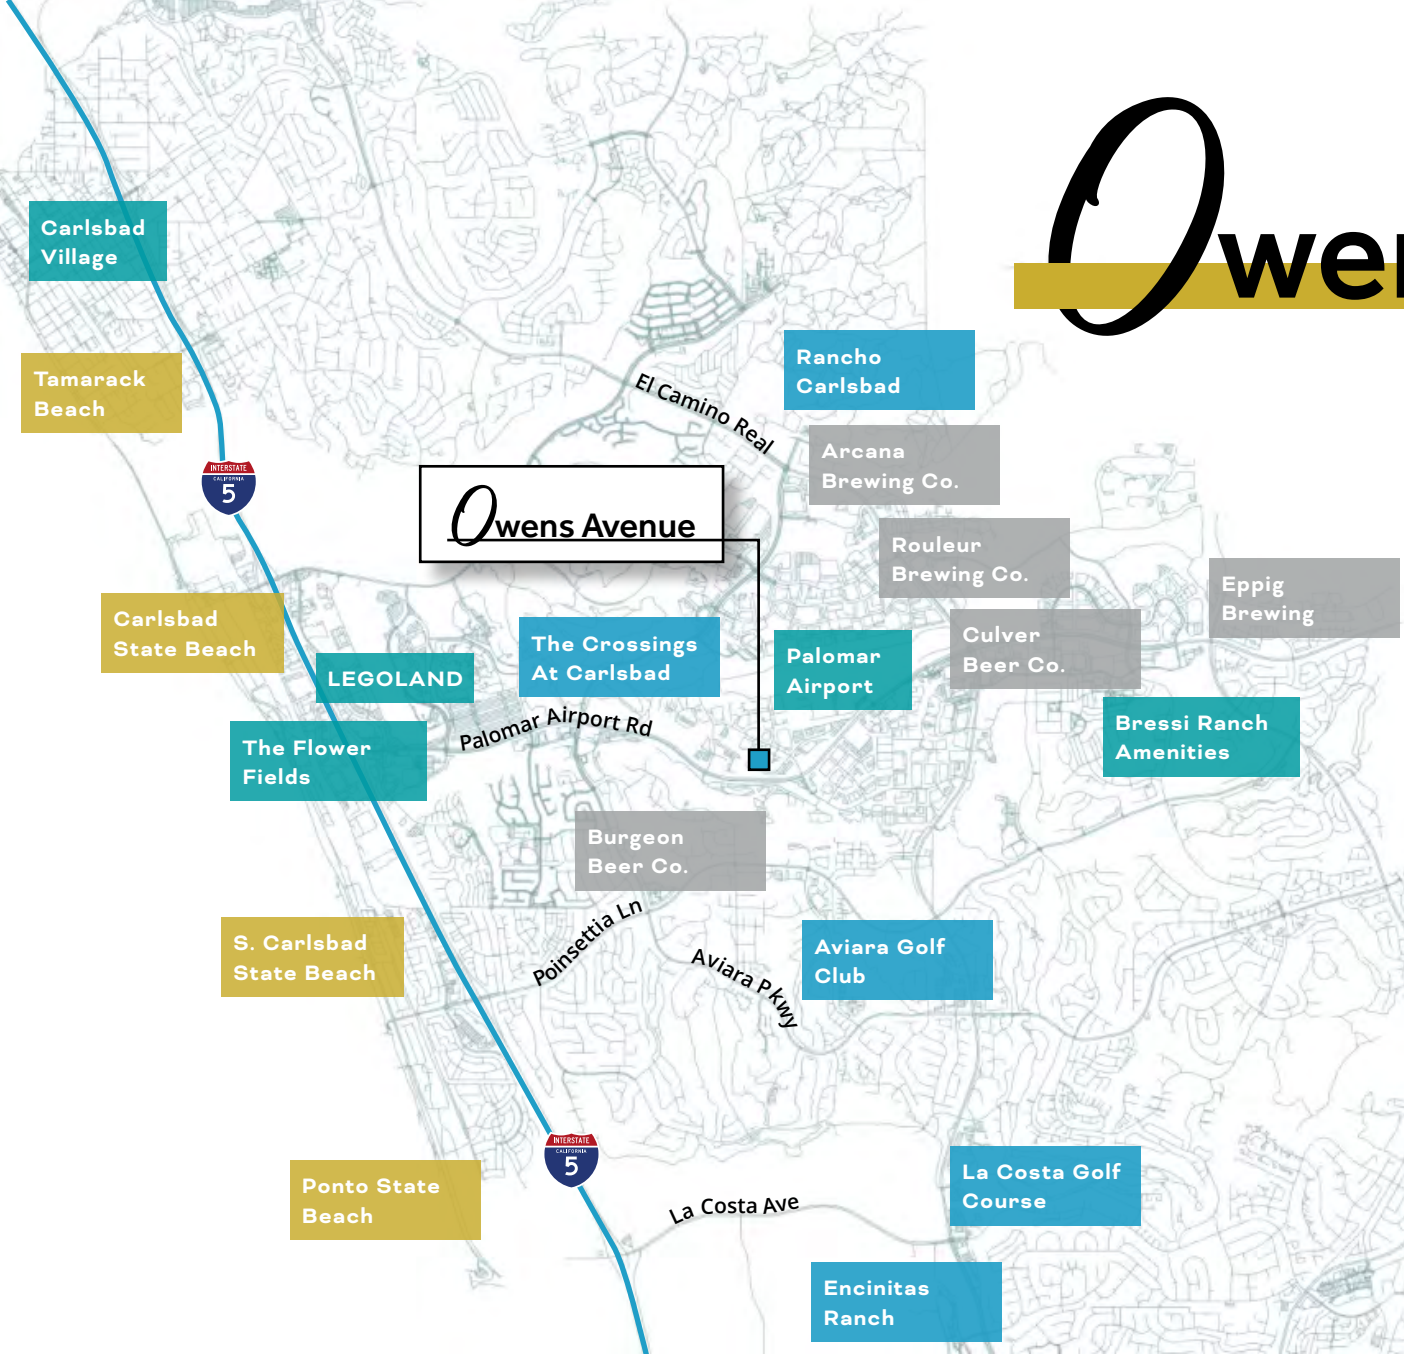 Owen
Carlsbad
Village
Rancho
Carlsbad
Tamarack
Beach
El Camino Real
Arcana
Brewing Co.
INTERSTATE
CALIFORNIA
5
Owens Avenue
Rouleur
Brewing Co.
Eppig
Brewing
Carlsbad
State Beach
The Crossings
At Carlsbad
Palomar
Airport
Culver
Beer Co.
LEGOLAND
Palomar Airport Rd
Bressi Ranch
Amenities
The Flower
Fields
Burgeon
Beer Co.
Poinsettia Ln
S. Carlsbad
State Beach
Aviara Pkwy
Aviara Golf
Club
INTERSTATE
CALIFORNIA
5
Ponto State
Beach
La Costa Ave
La Costa Golf
Course
Encinitas
Ranch